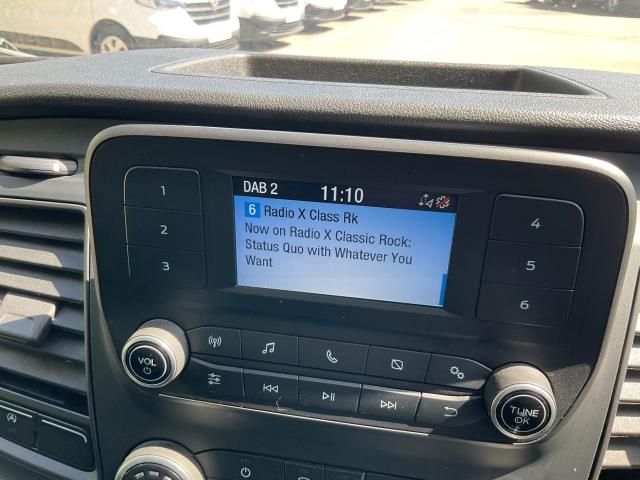 DAB 2 11:10
6 Radio X Class Rk
Now on Radio X Classic Rock:
Status Quo with Whatever You
Want
1
2
3
4
5
6
VOL
TUNE
OK
A